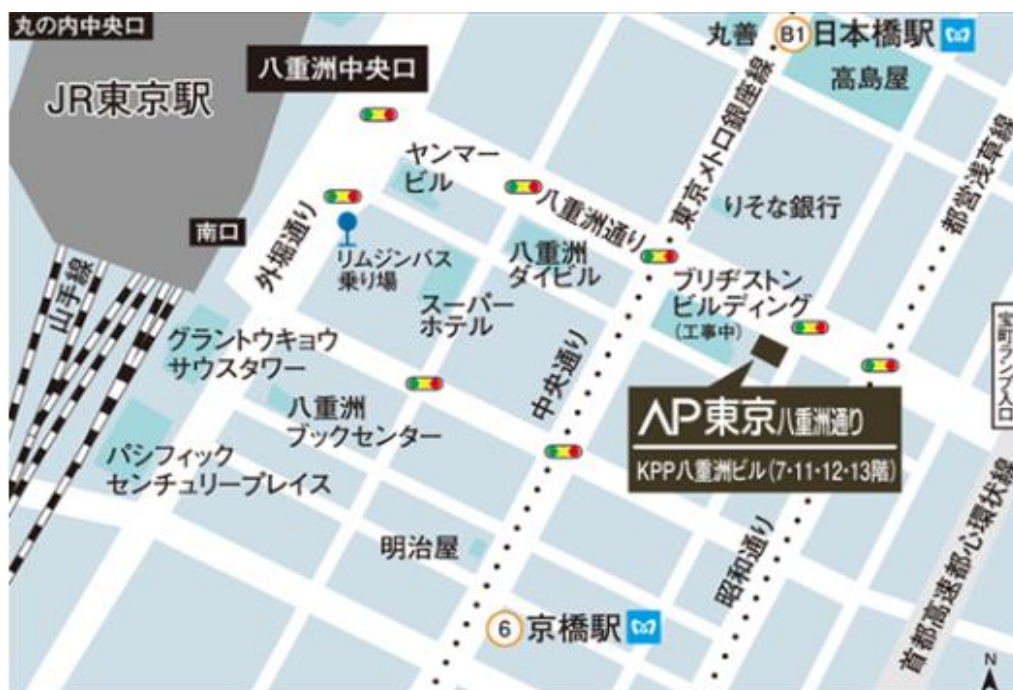 丸の内中央口
JR東京駅
八重洲中央口
丸善
B1
日本橋駅
高島屋
ヤンマー
ビル
八重洲通り
東京メトロ銀座線
都営浅草線
りそな銀行
南口
外堀通り
リムジンバス
乗り場
八重洲
ダイビル
スーパー
ホテル
ブリヂストン
ビルディング
(工事中)
宝町ランプ入口
山手線
グラントウキョウ
サウスタワー
中央通り
八重洲
ブックセンター
AP東京八重洲通り
KPP八重洲ビル(7・11・12・13階)
パシフィック
センチュリープレイス
明治屋
昭和通り
首都高速都心環状線
6
京橋駅
N